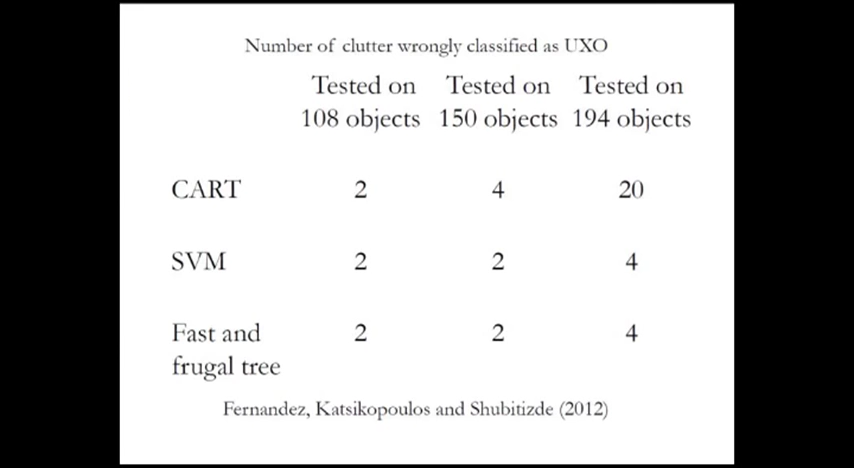 Number of clutter wrongly classified as UXO
Tested on Tested on Tested on
108 objects 150 objects 194 objects
CART 2 4 20
SVM 2 2 4
Fast and 2 2 4
frugal tree
Fernandez, Katsikopoulos and Shubitizde (2012)